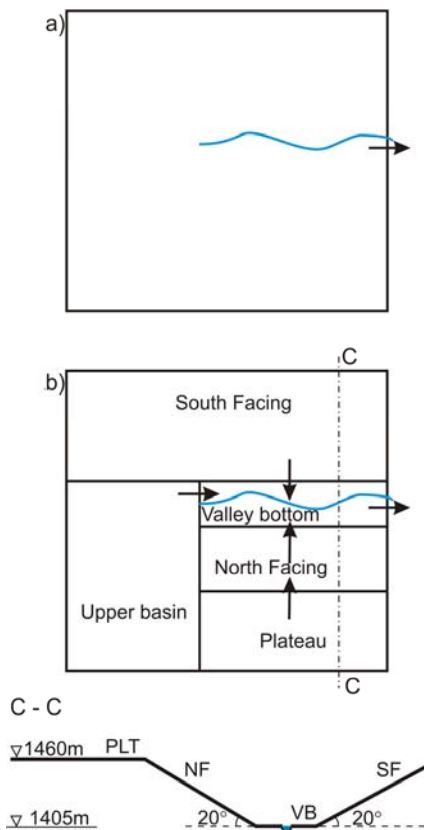 a)
b)
C
South Facing
Valley bottom
North Facing
Upper basin
Plateau
C
C - C
▽1460m PLT
NF
SF
▽1405m
20°
VB
20°